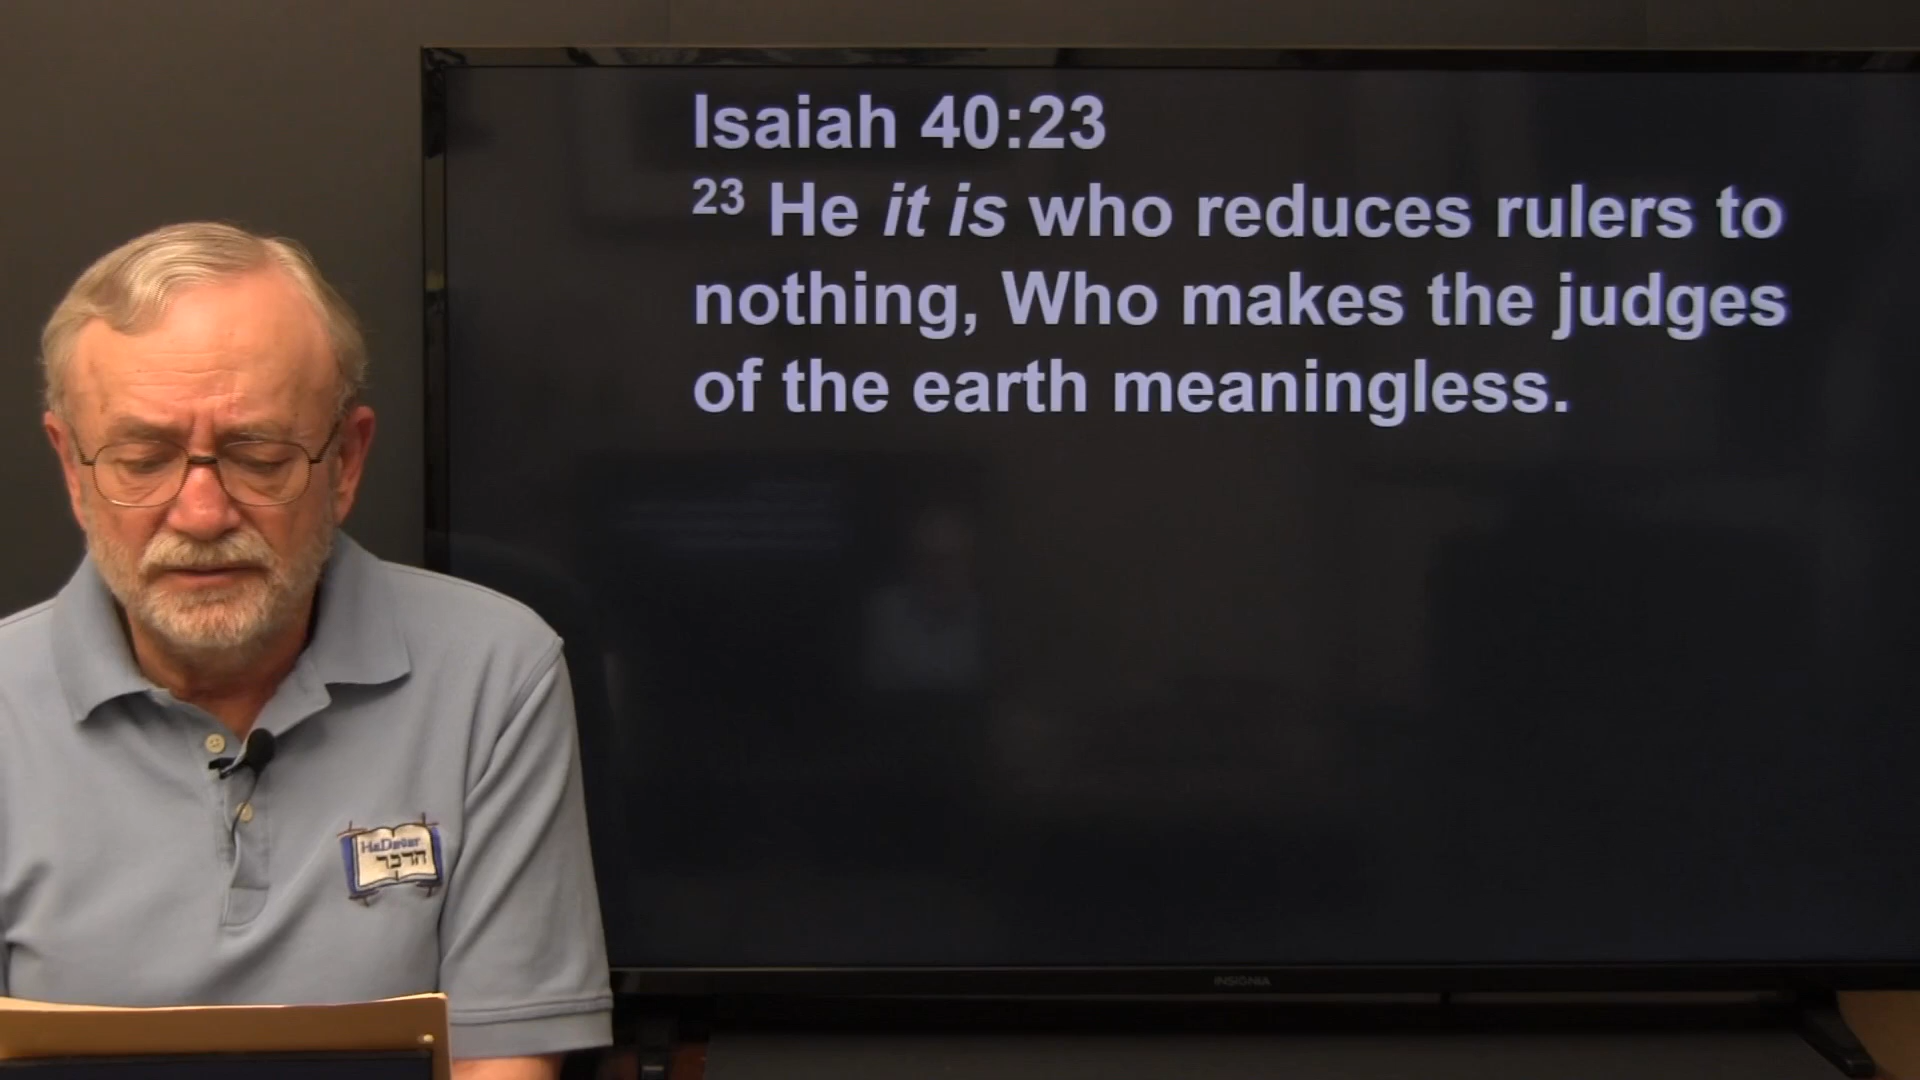 Isaiah 40:23
23 He it is who reduces rulers to
nothing, Who makes the judges
of the earth meaningless.
HaDavar
הדבר
INSIGNIA